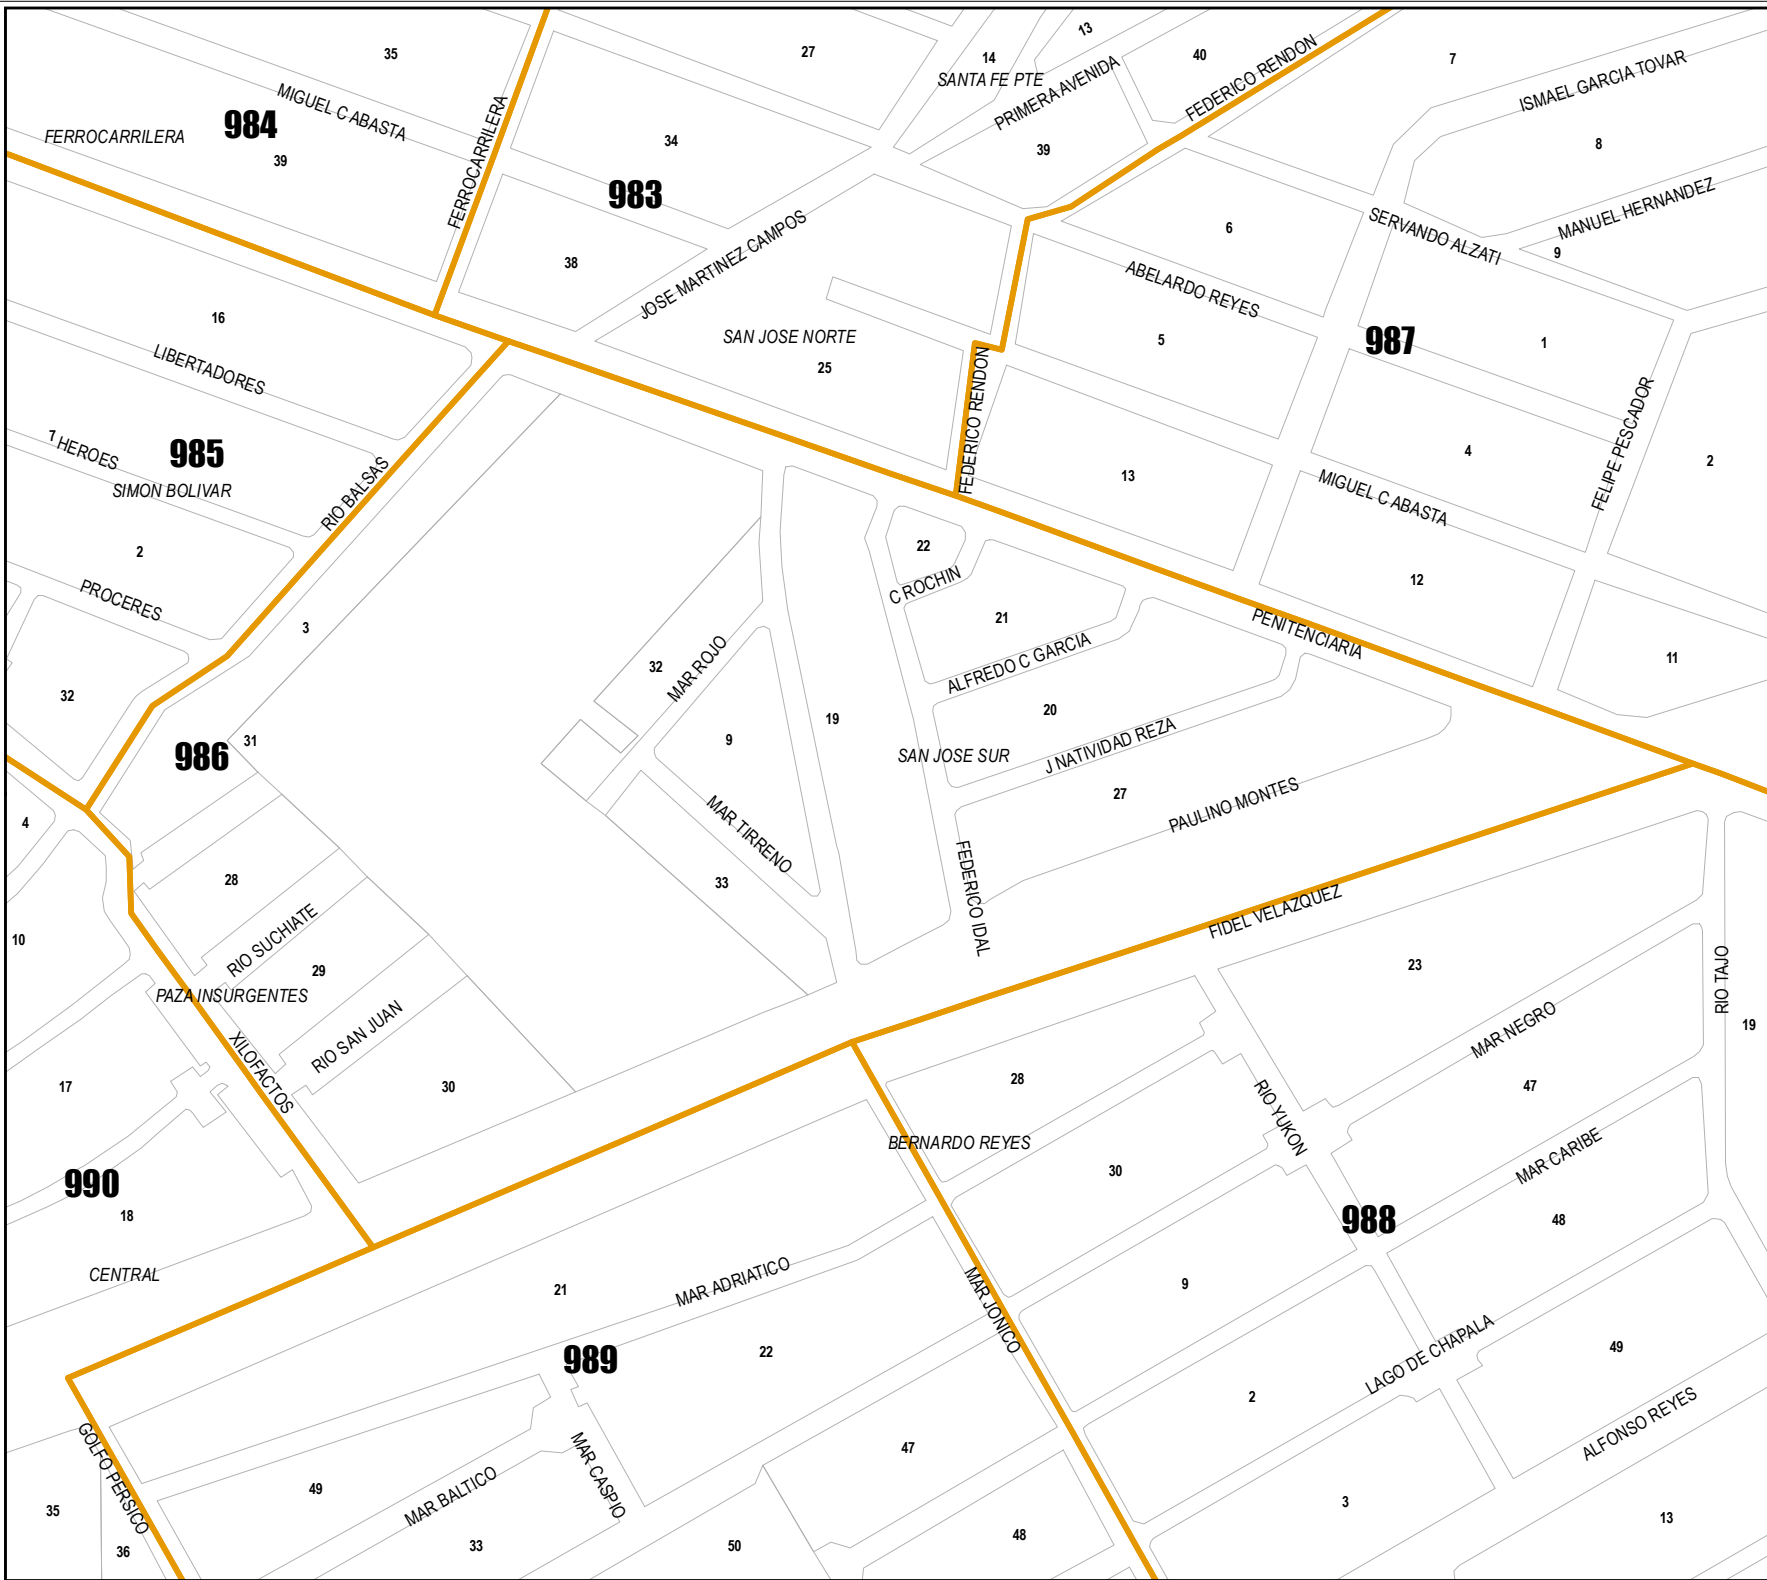 35
27
14
13
40
7
SANTA FE PTE
PRIMERA AVENIDA
FEDERICO RENDON
ISMAEL GARCIA TOVAR
MIGUEL C ABASTA
984
FERROCARRILERA
39
FERROCARRILERA
34
983
39
8
MANUEL HERNANDEZ
9
SERVANDO ALZATI
6
38
JOSE MARTINEZ CAMPOS
ABELARDO REYES
SAN JOSE NORTE
25
5
987
1
16
LIBERTADORES
7 HEROES
985
SIMON BOLIVAR
RIO BALSAS
FEDERICO RENDON
13
4
FELIPE PESCADOR
2
MIGUEL C ABASTA
2
PROCERES
3
22
C ROCHIN
21
12
PENITENCIARIA
11
32
32
MAR ROJO
ALFREDO C GARCIA
20
19
SAN JOSE SUR
J NATIVIDAD REZA
27
PAULINO MONTES
986
31
9
MAR TIRRENO
33
4
28
10
RIO SUCHIATE
29
PAZA INSURGENTES
RIO SAN JUAN
XILOFACTOS
30
FEDERICO IDAL
FIDEL VELAZQUEZ
23
RIO TAJO
19
MAR NEGRO
17
28
47
RIO YUKON
BERNARDO REYES
30
MAR CARIBE
990
18
988
48
CENTRAL
21
MAR ADRIATICO
MAR JONICO
9
989
22
LAGO DE CHAPALA
49
2
ALFONSO REYES
GOLFO PERSICO
49
MAR BALTICO
MAR CASPIO
47
35
36
33
50
48
3
13